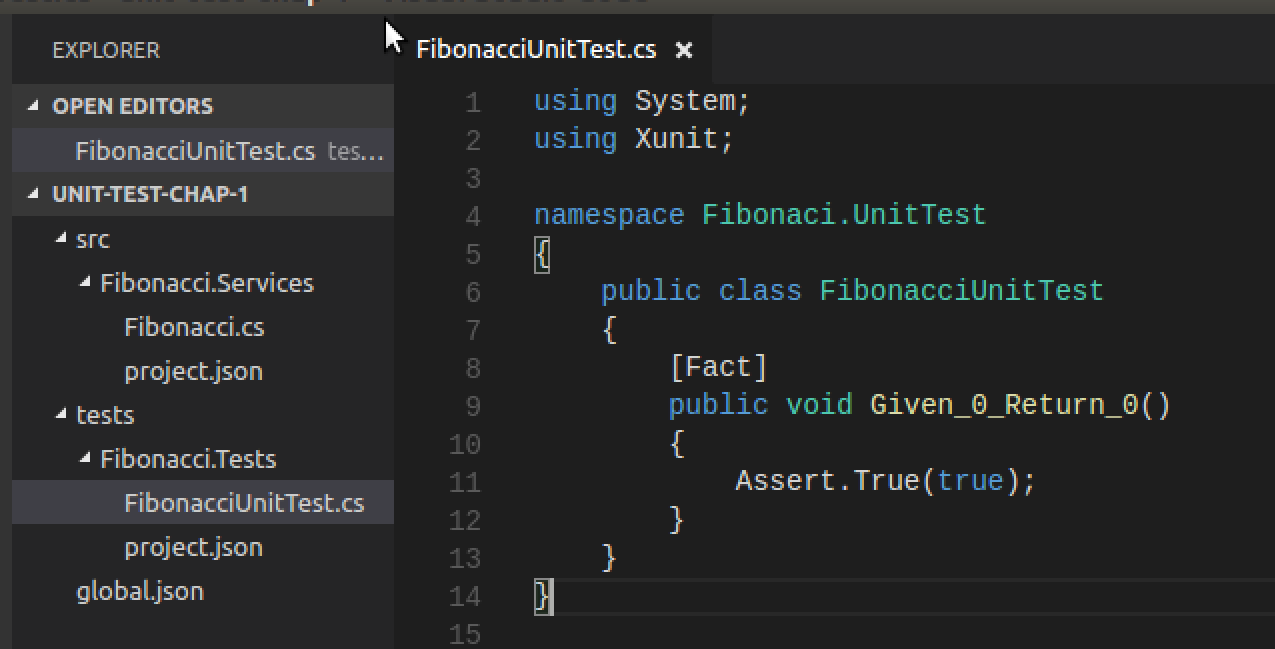 EXPLORER
OPEN EDITORS
FibonacciUnitTest.cs tes...
UNIT-TEST-CHAP-1
src
Fibonacci.Services
Fibonacci.cs
project.json
tests
Fibonacci.Tests
FibonacciUnitTest.cs
project.json
global.json
FibonacciUnitTest.cs ×
1 using System;
2 using Xunit;
3
4 namespace Fibonaci.UnitTest
5 {
6 public class FibonacciUnitTest
7 {
8 [Fact]
9 public void Given_0_Return_0()
10 {
11 Assert.True(true);
12 }
13 }
14 }
15